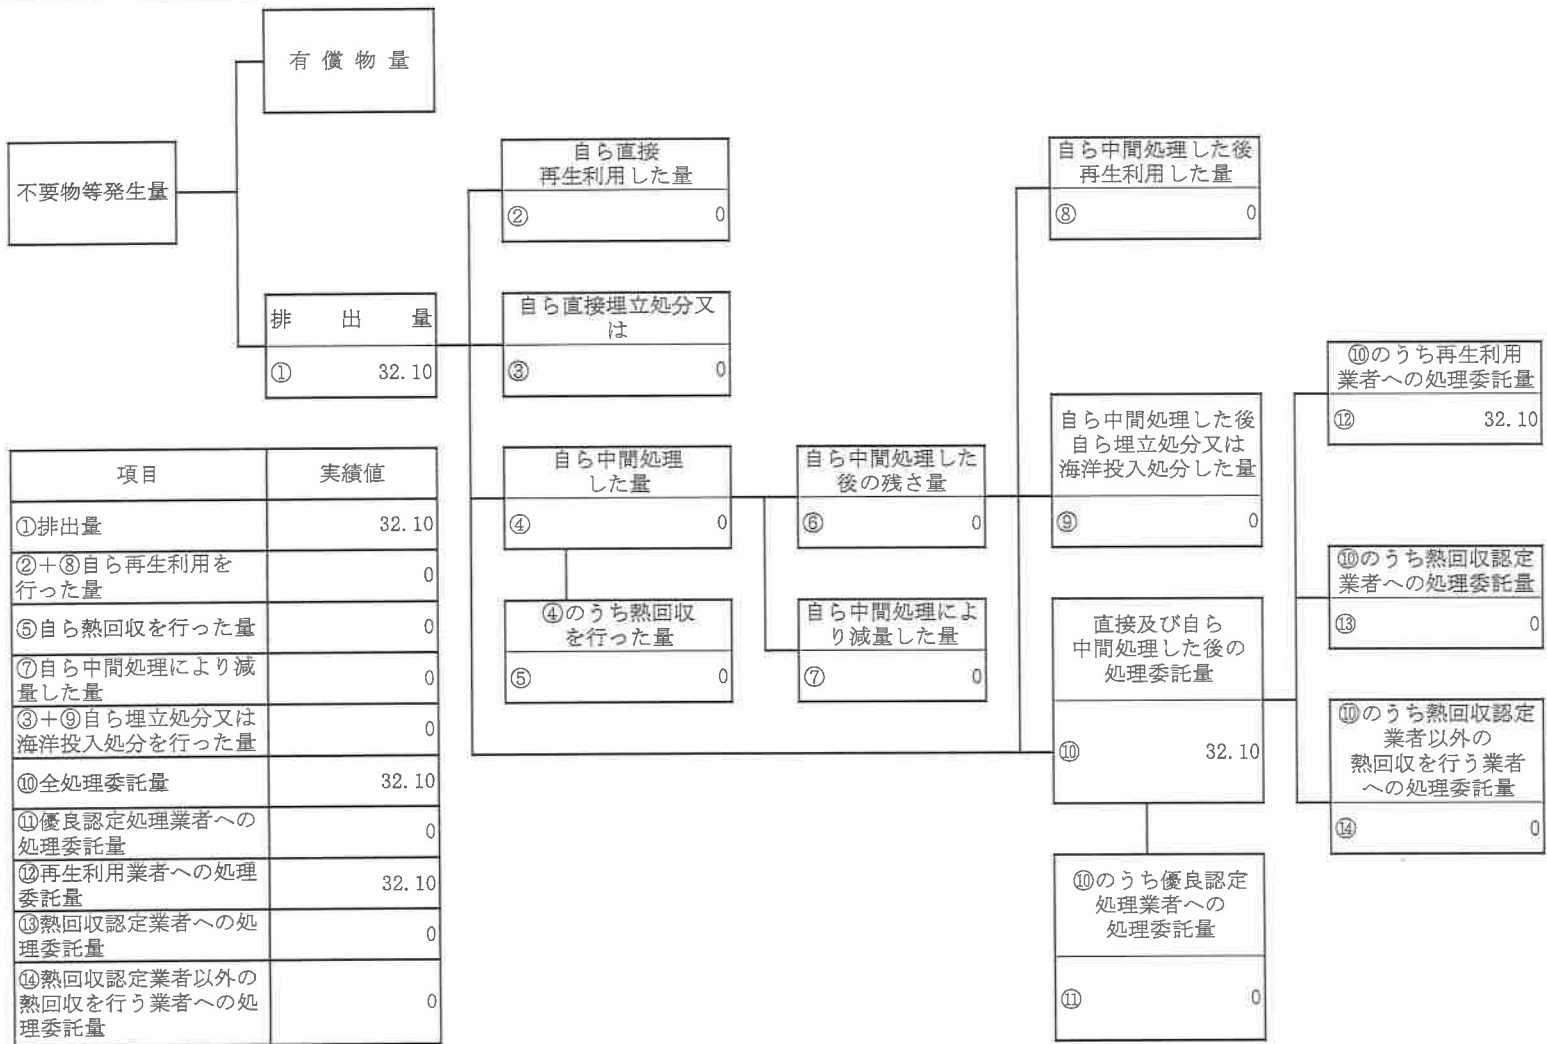 有償物量
不要物等発生量
排出量
① 32.10
自ら直接
再生利用した量
② 0
自ら直接埋立処分又
は
③ 0
自ら中間処理
した量
④ 0
④のうち熱回収
を行った量
⑤ 0
自ら中間処理した
後の残さ量
⑥ 0
自ら中間処理によ
り減量した量
⑦ 0
自ら中間処理した後
再生利用した量
⑧ 0
自ら中間処理した後
自ら埋立処分又は
海洋投入処分した量
⑨ 0
直接及び自ら
中間処理した後の
処理委託量
⑩ 32.10
⑩のうち優良認定
処理業者への
処理委託量
⑪ 0
⑩のうち再生利用
業者への処理委託量
⑫ 32.10
⑩のうち熱回収認定
業者への処理委託量
⑬ 0
⑩のうち熱回収認定
業者以外の
熱回収を行う業者
への処理委託量
⑭ 0
項目 実績値
①排出量 32.10
②+⑧自ら再生利用を
行った量 0
⑤自ら熱回収を行った量 0
⑦自ら中間処理により減
量した量 0
③+⑨自ら埋立処分又は
海洋投入処分を行った量 0
⑩全処理委託量 32.10
⑪優良認定処理業者への
処理委託量 0
⑫再生利用業者への処理
委託量 32.10
⑬熱回収認定業者への処
理委託量 0
⑭熱回収認定業者以外の
熱回収を行う業者への処
理委託量 0